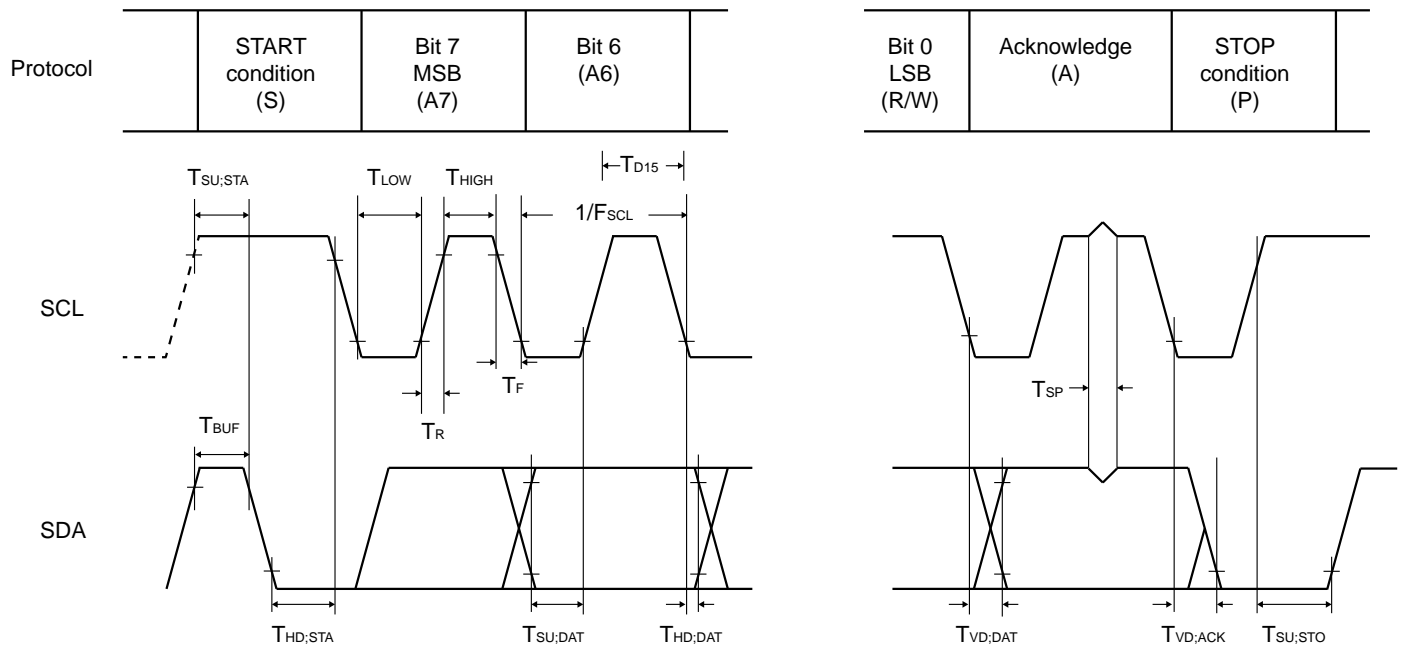 Protocol
START
condition
(S)
Bit 7
MSB
(A7)
Bit 6
(A6)
Bit 0
LSB
(R/W)
Acknowledge
(A)
STOP
condition
(P)
TSU;STA
TLOW
THIGH
TD15
1/FSCL
SCL
TF
TR
TSP
TBUF
SDA
THD;STA
TSU;DAT
THD;DAT
TVD;DAT
TVD;ACK
TSU;STO